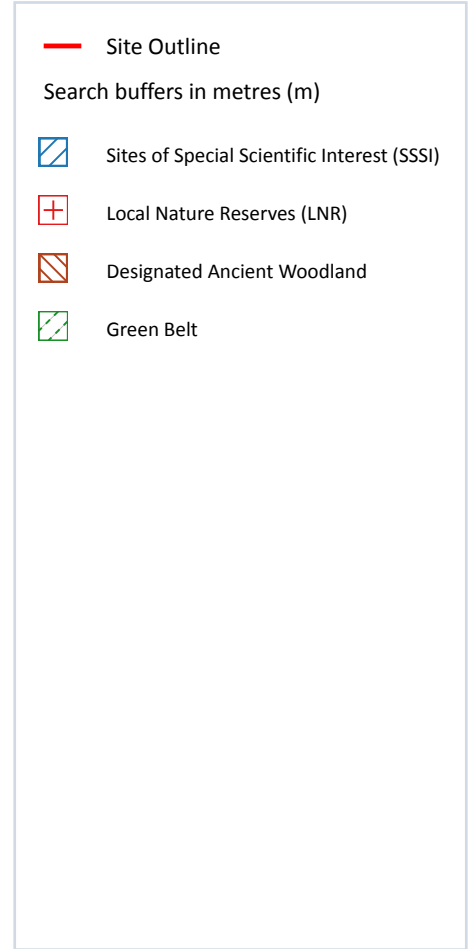 Site Outline
Search buffers in metres (m)
Sites of Special Scientific Interest (SSSI)
Local Nature Reserves (LNR)
Designated Ancient Woodland
Green Belt